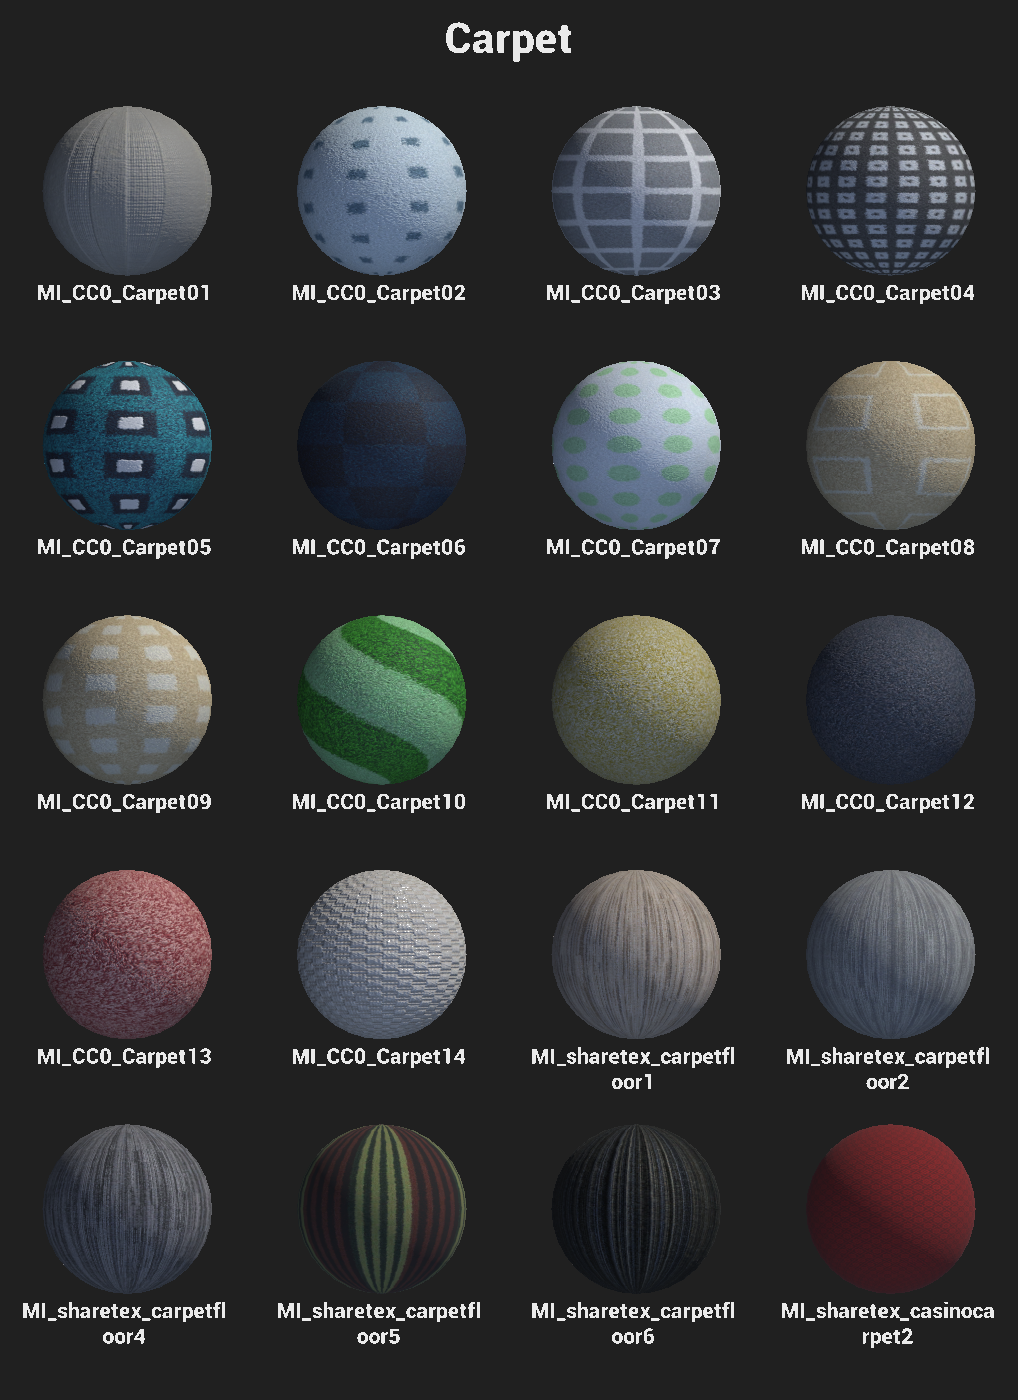 Carpet
MI_CC0_Carpet01
MI_CC0_Carpet02
MI_CC0_Carpet03
MI_CC0_Carpet04
MI_CC0_Carpet05
MI_CC0_Carpet06
MI_CC0_Carpet07
MI_CC0_Carpet08
MI_CC0_Carpet09
MI_CC0_Carpet10
MI_CC0_Carpet11
MI_CC0_Carpet12
MI_CC0_Carpet13
MI_CC0_Carpet14
MI_sharetex_carpetfl
oor1
MI_sharetex_carpetfl
oor2
MI_sharetex_carpetfl
oor4
MI_sharetex_carpetfl
oor5
MI_sharetex_carpetfl
oor6
MI_sharetex_casinoca
rpet2